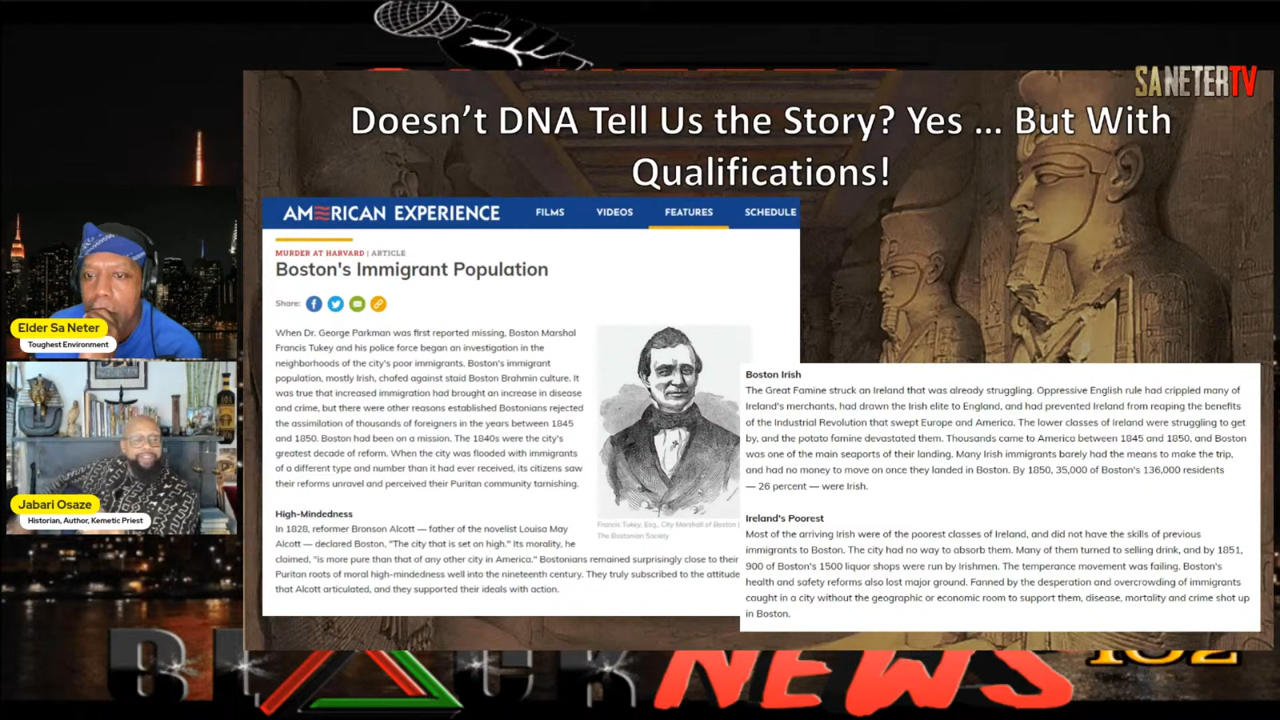 SANETERTV
Doesn't DNA Tell Us the Story? Yes ... But With
Qualifications!
AMERICAN EXPERIENCE
FILMS VIDEOS FEATURES SCHEDULE
MURDER AT HARVARD | ARTICLE
Boston's Immigrant Population
Share:
When Dr. George Parkman was first reported missing, Boston Marshal
Francis Tukey and his police force began an investigation in the
neighborhoods of the city's poor immigrants. Boston's immigrant
population, mostly Irish, chafed against staid Boston Brahmin culture. It
was true that increased immigration had brought an increase in disease
and crime, but there were other reasons established Bostonians rejected
the assimilation of thousands of foreigners in the years between 1845
and 1850. Boston had been on a mission. The 1840s were the city's
greatest decade of reform. When the city was flooded with immigrants
of a different type and number than it had ever received, its citizens saw
their reforms unravel and perceived their Puritan community tarnishing.
High-Mindedness
In 1828, reformer Bronson Alcott — father of the novelist Louisa May
Alcott — declared Boston, "The city that is set on high." Its morality, he
claimed, "is more pure than that of any other city in America." Bostonians remained surprisingly close to their
Puritan roots of moral high-mindedness well into the nineteenth century. They truly subscribed to the attitude
that Alcott articulated, and they supported their ideals with action.
Francis Tukey, Esq., City Marshall of Boston
The Bostonian Society
Boston Irish
The Great Famine struck an Ireland that was already struggling. Oppressive English rule had crippled many of
Ireland's merchants, had drawn the Irish elite to England, and had prevented Ireland from reaping the benefits
of the Industrial Revolution that swept Europe and America. The lower classes of Ireland were struggling to get
by, and the potato famine devastated them. Thousands came to America between 1845 and 1850, and Boston
was one of the main seaports of their landing. Many Irish immigrants barely had the means to make the trip,
and had no money to move on once they landed in Boston. By 1850, 35,000 of Boston's 136,000 residents
— 26 percent — were Irish.
Ireland's Poorest
Most of the arriving Irish were of the poorest classes of Ireland, and did not have the skills of previous
immigrants to Boston. The city had no way to absorb them. Many of them turned to selling drink, and by 1851,
900 of Boston's 1500 liquor shops were run by Irishmen. The temperance movement was failing. Boston's
health and safety reforms also lost major ground. Fanned by the desperation and overcrowding of immigrants
caught in a city without the geographic or economic room to support them, disease, mortality and crime shot up
in Boston.
Elder Sa Neter
Toughest Environment
Jabari Osaze
Historian, Author, Kemetic Priest
BLACK NEWS 102